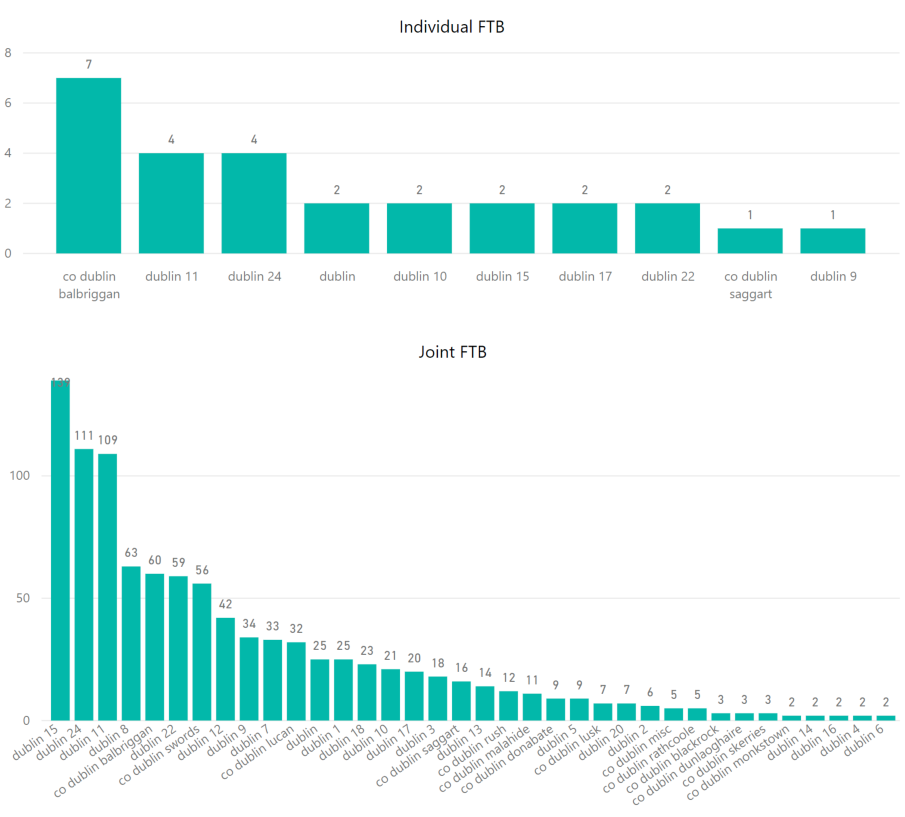 Individual FTB
8
6
4
2
0
7
4
4
2
2
2
2
2
1
1
co dublin
balbriggan
dublin 11
dublin 24
dublin
dublin 10
dublin 15
dublin 17
dublin 22
co dublin
saggart
dublin 9
Joint FTB
100
50
0
139
111
109
63
60
59
56
42
34
33
32
25
25
23
21
20
18
16
14
12
11
9
9
7
7
6
5
5
3
3
3
2
2
2
2
2
dublin 15
dublin 24
dublin 11
dublin 8
co dublin balbriggan
dublin 22
co dublin swords
dublin 12
dublin 9
dublin 7
co dublin lucan
dublin
dublin 1
dublin 18
dublin 10
dublin 17
dublin 3
co dublin saggart
dublin 13
co dublin rush
co dublin malahide
co dublin donabate
dublin 5
co dublin lusk
dublin 20
dublin 2
co dublin misc
co dublin rathcoole
co dublin blackrock
co dublin dunlaoghaire
co dublin skerries
co dublin monkstown
dublin 14
dublin 16
dublin 4
dublin 6